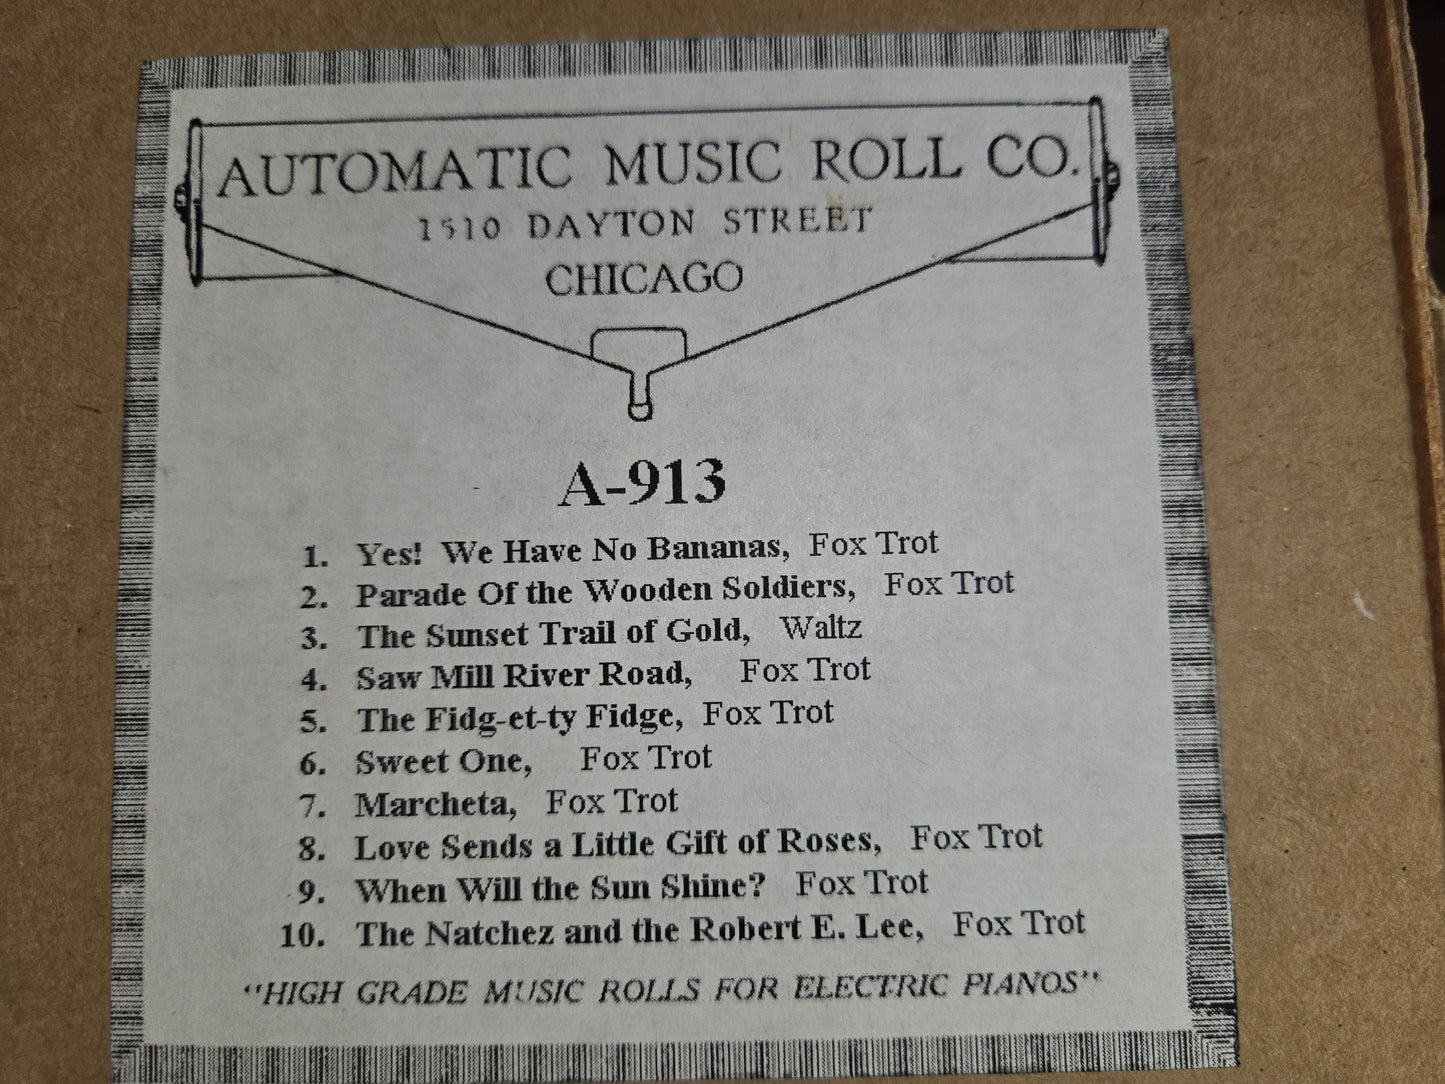 AUTOMATIC MUSIC ROLL CO.
1510 DAYTON STREET
CHICAGO
A-913
1. Yes! We Have No Bananas, Fox Trot
2. Parade Of the Wooden Soldiers, Fox Trot
3. The Sunset Trail of Gold, Waltz
4. Saw Mill River Road, Fox Trot
5. The Fidg-et-ty Fidge, Fox Trot
6. Sweet One, Fox Trot
7. Marcheta, Fox Trot
8. Love Sends a Little Gift of Roses, Fox Trot
9. When Will the Sun Shine? Fox Trot
10. The Natchez and the Robert E. Lee, Fox Trot
"HIGH GRADE MUSIC ROLLS FOR ELECTRIC PIANOS"